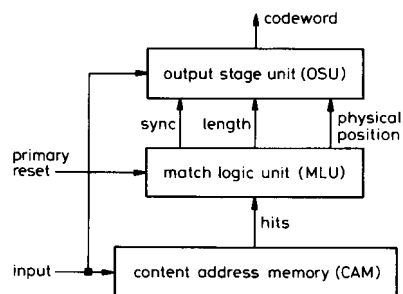 codeword
output stage unit (OSU)
sync
length
physical
position
primary
reset
match logic unit (MLU)
hits
input
content address memory (CAM)